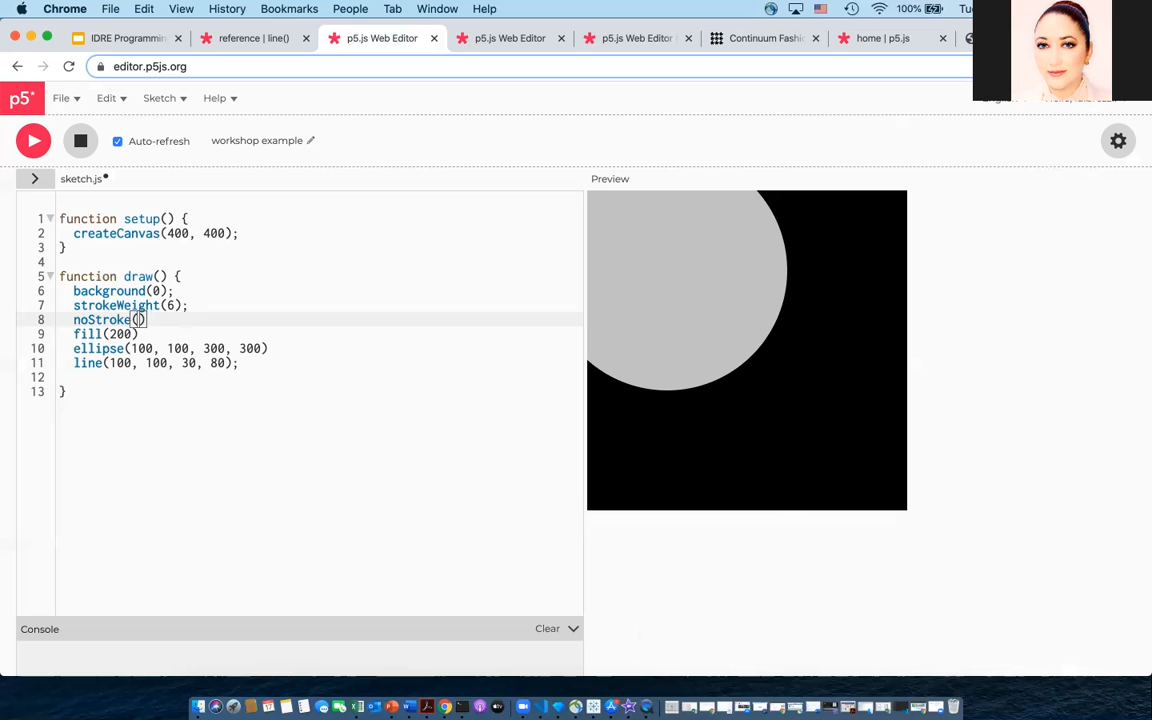 Chrome File Edit View History Bookmarks People Tab Window Help 100%
IDRE Programmin reference | line() p5.js Web Editor p5.js Web Editor p5.js Web Editor Continuum Fashi home | p5.js
editor.p5js.org
p5* File Edit Sketch Help
Auto-refresh workshop example
sketch.js Preview
1 function setup() {
2 createCanvas(400, 400);
3 }
4
5 function draw() {
6 background(0);
7 strokeWeight(6);
8 noStroke()
9 fill(200)
10 ellipse(100, 100, 300, 300)
11 line(100, 100, 30, 80);
12
13 }
Console Clear